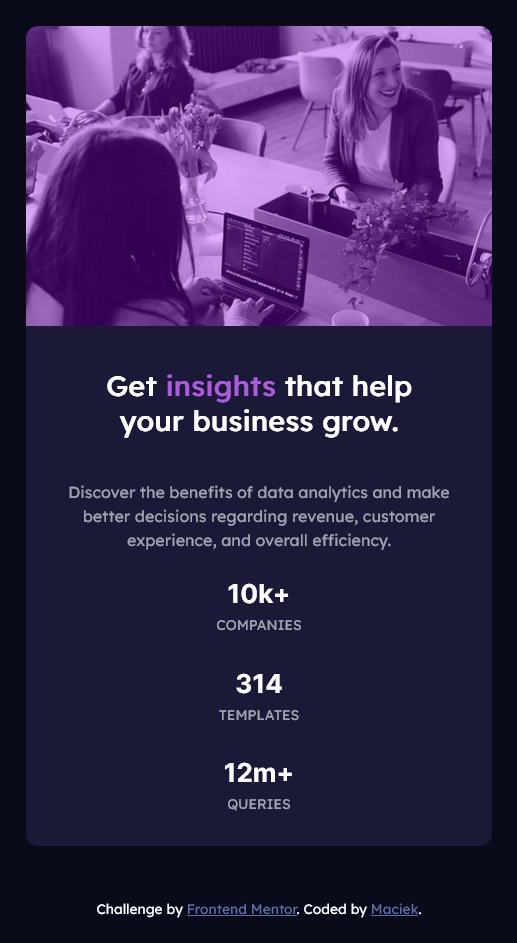 Get insights that help
your business grow.
Discover the benefits of data analytics and make
better decisions regarding revenue, customer
experience, and overall efficiency.
10k+
COMPANIES
314
TEMPLATES
12m+
QUERIES
Challenge by Frontend Mentor. Coded by Maciek.